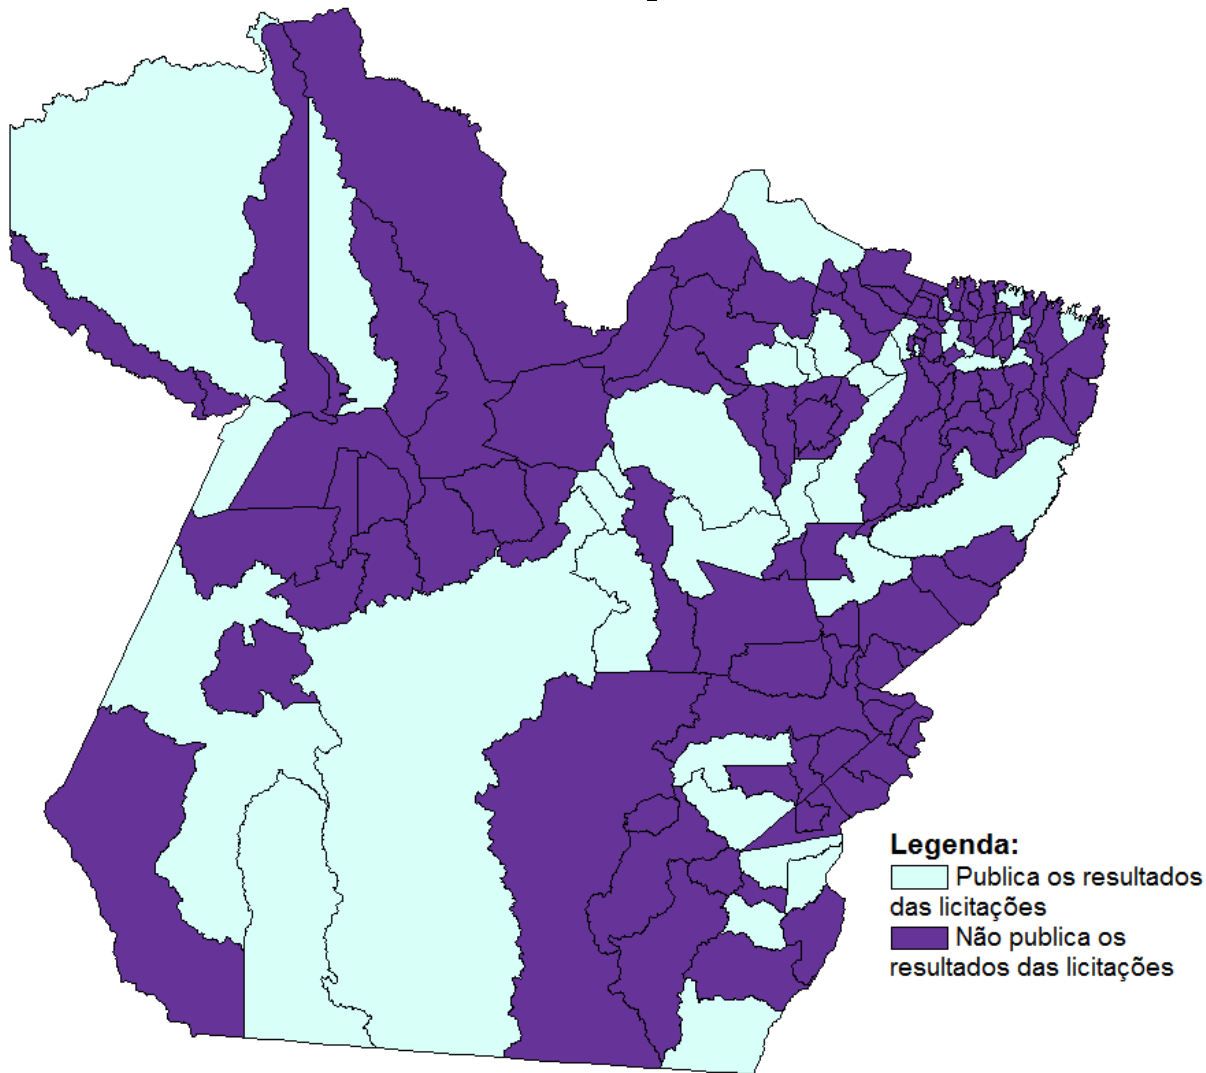 Legenda:
Publica os resultados
das licitações
Não publica os
resultados das licitações